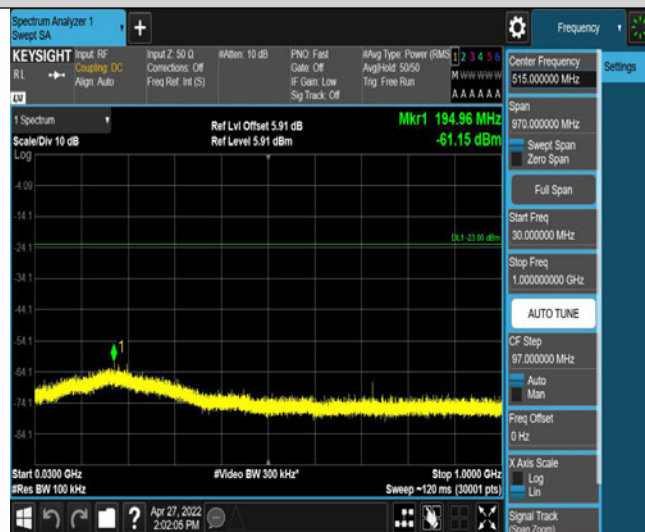 Spectrum Analyzer 1
Swept SA
+
Frequency
KEYSIGHT
Input: RF
Coupling: DC
Align: Auto
Input Z: 50 Ω
Corrections: Off
Freq Ref: Int (S)
#Atten: 10 dB
PNO: Fast
Gate: Off
IF Gain: Low
Sig Track: Off
#Avg Type: Power (RMS
Avg|Hold: 50/50
Trig: Free Run
1 2 3 4 5 6
M W W W W W
A A A A A A
R L
LXI
1 Spectrum
Scale/Div 10 dB
Ref Lvl Offset 5.91 dB
Ref Level 5.91 dBm
Mkr1 194.96 MHz
-61.15 dBm
Log
-4.09
-14.1
-24.1
DL1 -23.00 dBm
-34.1
-44.1
-54.1
-64.1
-74.1
-84.1
1
Start 0.0300 GHz
#Video BW 300 kHz*
Stop 1.0000 GHz
#Res BW 100 kHz
Sweep ~120 ms (30001 pts)
Apr 27, 2022
2:02:05 PM
?
Center Frequency
515.000000 MHz
Settings
Span
970.000000 MHz
Swept Span
Zero Span
Full Span
Start Freq
30.000000 MHz
Stop Freq
1.000000000 GHz
AUTO TUNE
CF Step
97.000000 MHz
Auto
Man
Freq Offset
0 Hz
X Axis Scale
Log
Lin
Signal Track
(Span Zoom)